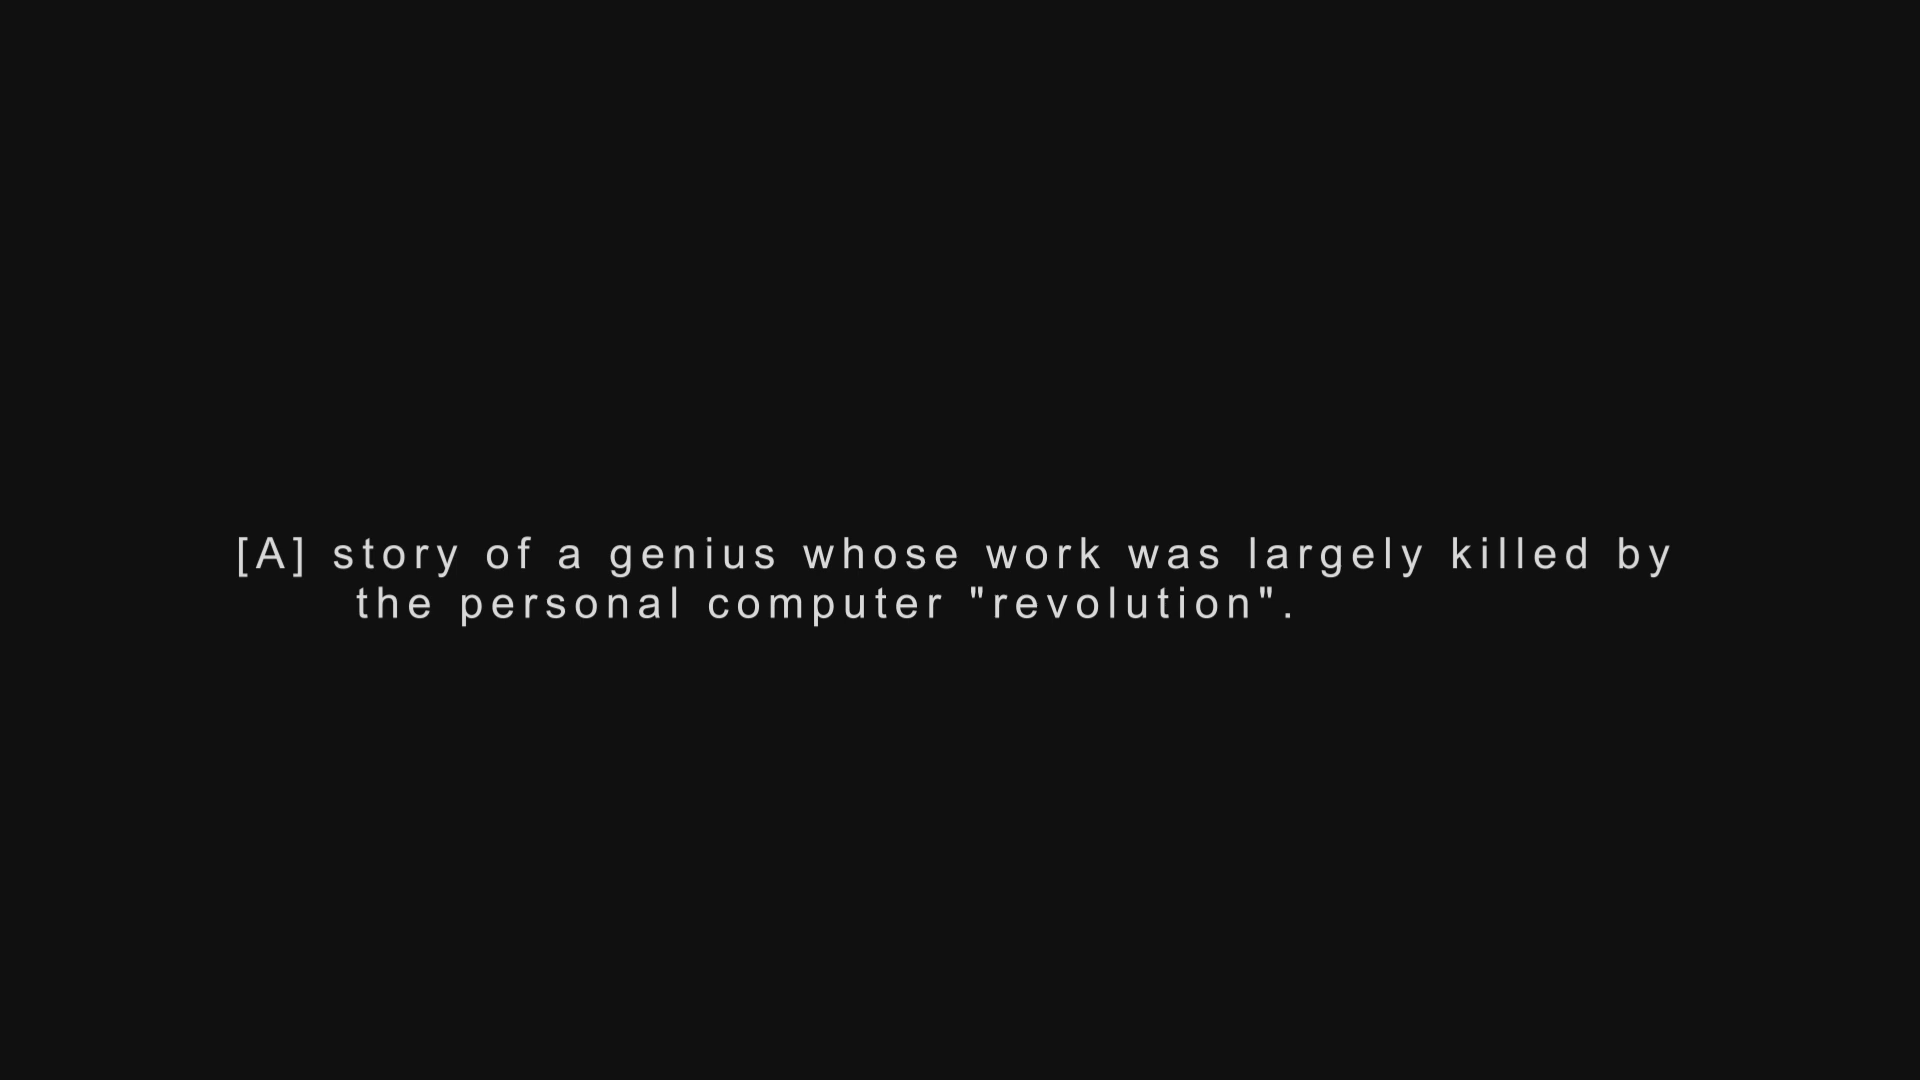 [A] story of a genius whose work was largely killed by
the personal computer "revolution".